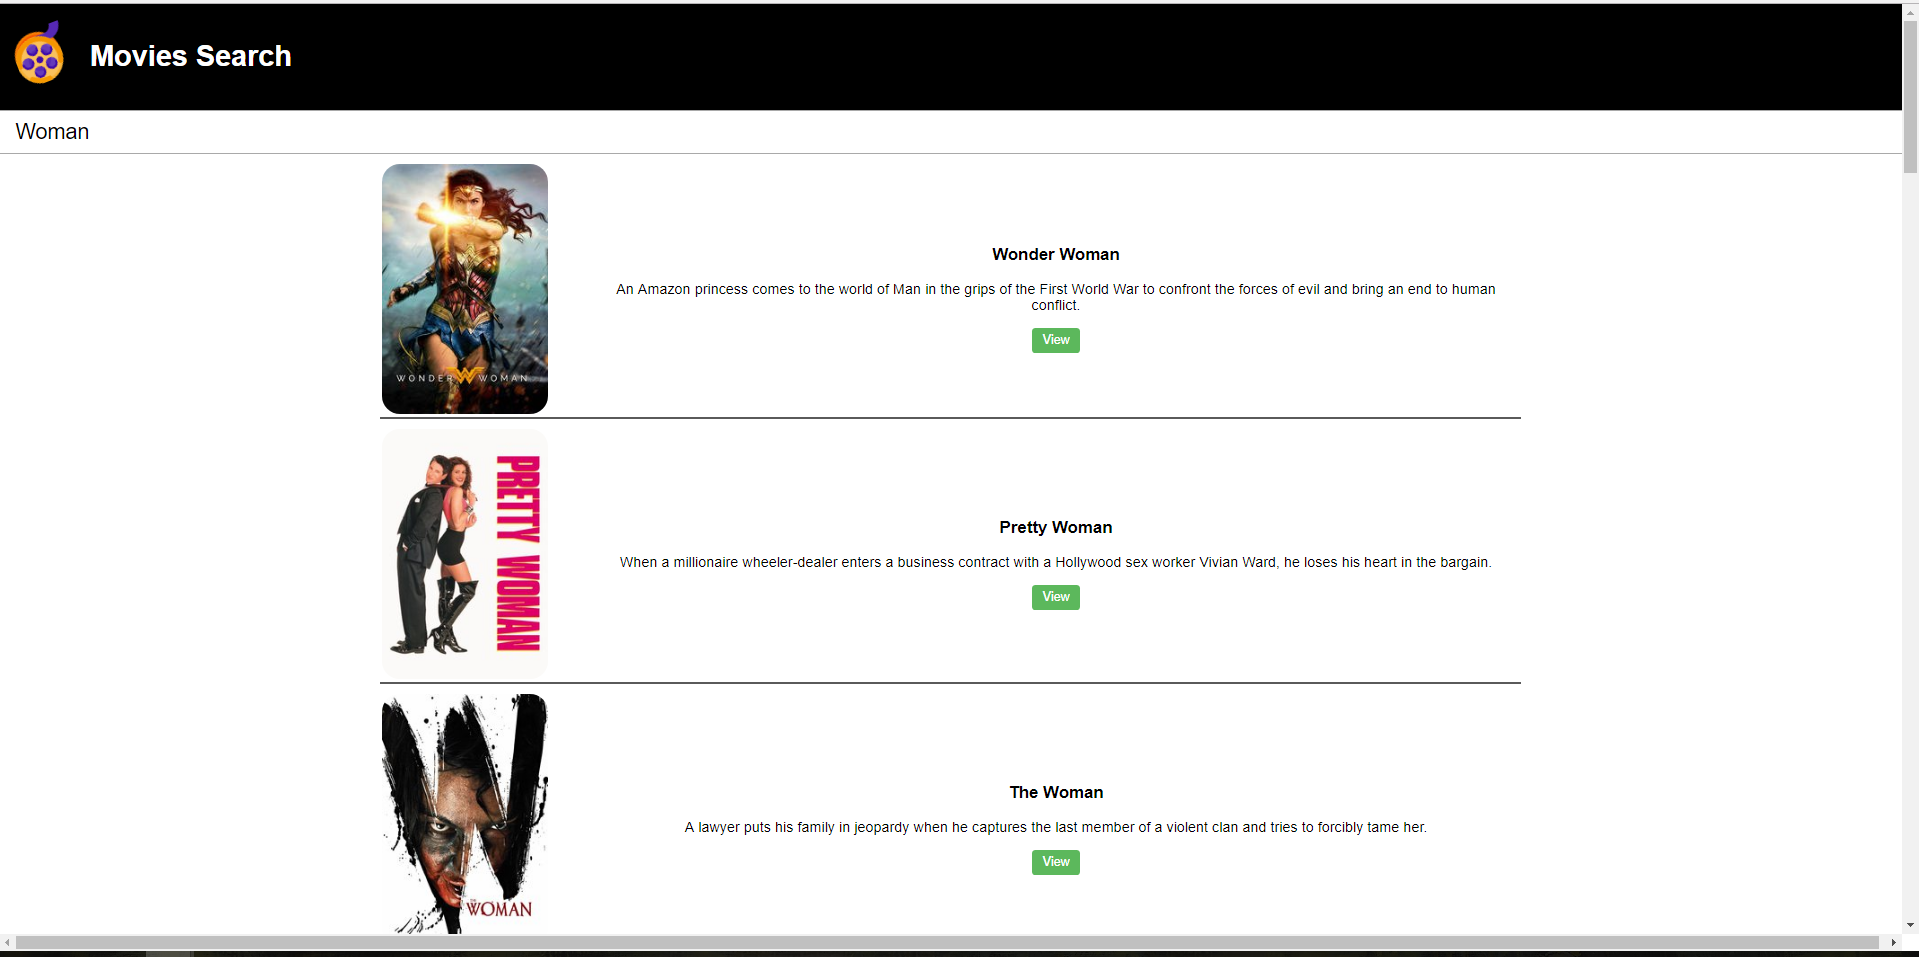 Movies Search
Woman
WONDER WOMAN
Wonder Woman
An Amazon princess comes to the world of Man in the grips of the First World War to confront the forces of evil and bring an end to human
conflict.
View
PRETTY WOMAN
Pretty Woman
When a millionaire wheeler-dealer enters a business contract with a Hollywood sex worker Vivian Ward, he loses his heart in the bargain.
View
THE
WOMAN
The Woman
A lawyer puts his family in jeopardy when he captures the last member of a violent clan and tries to forcibly tame her.
View